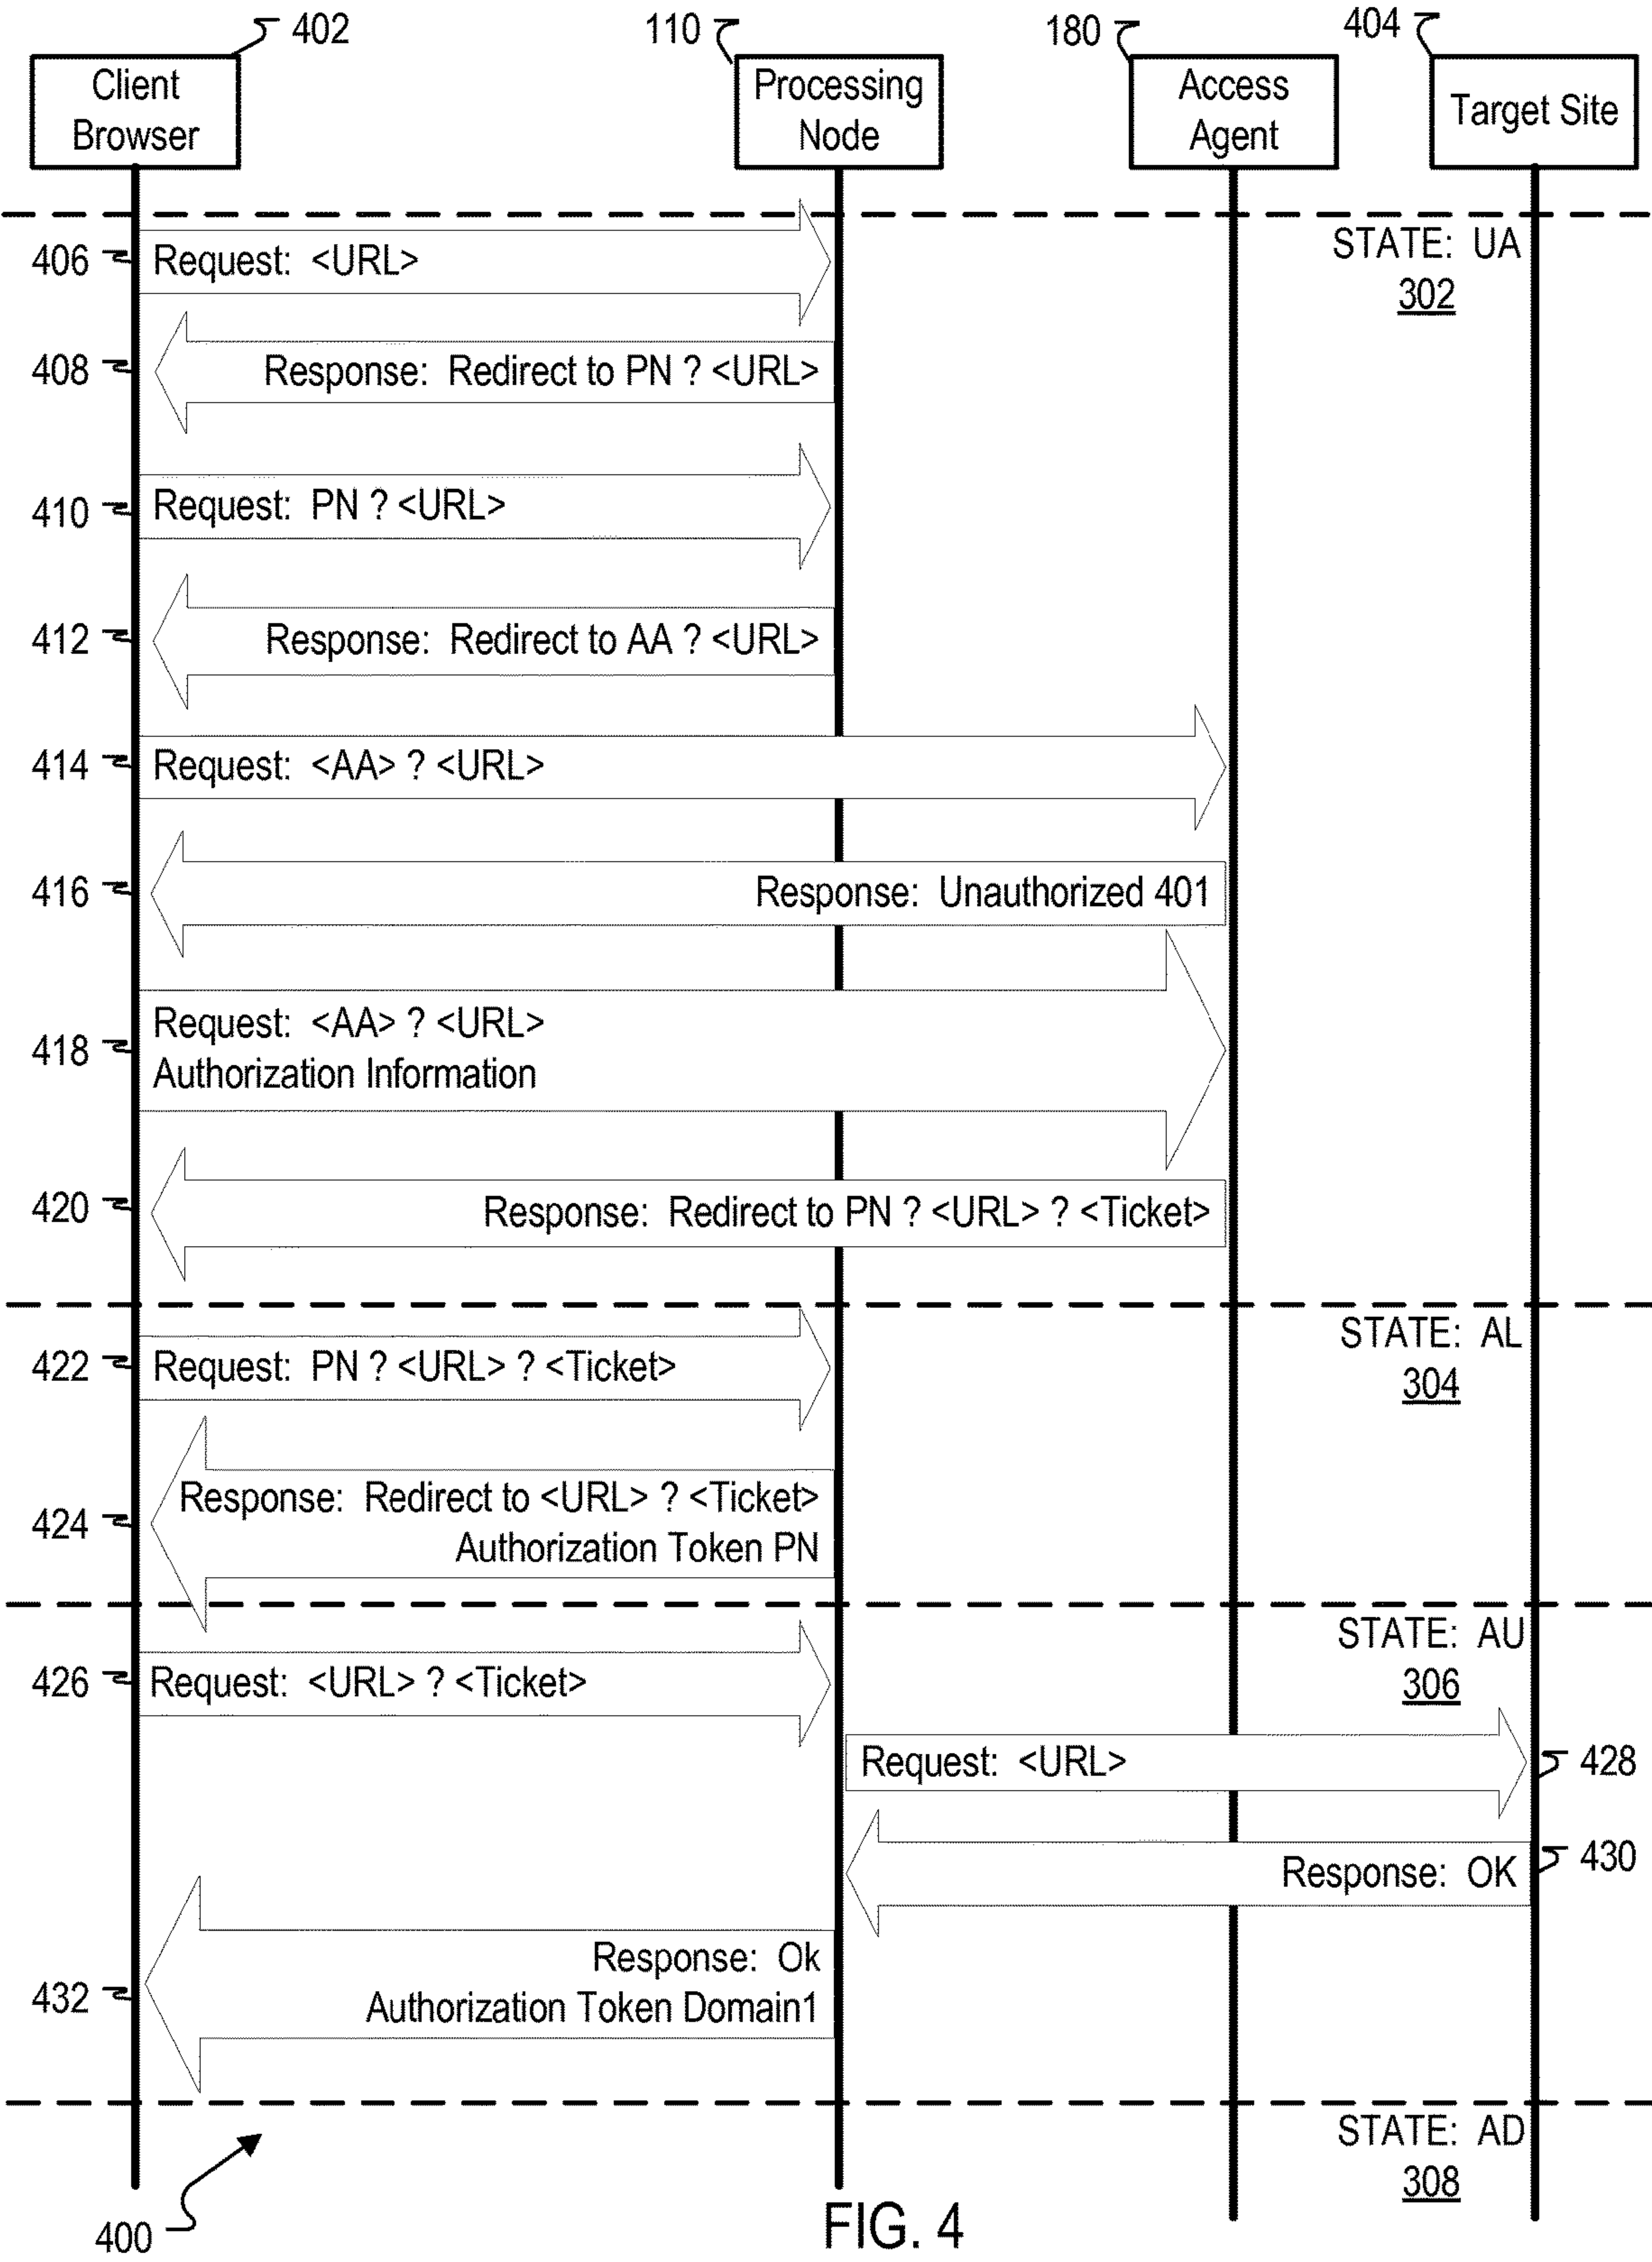 402
110
180
404
Client
Browser
Processing
Node
Access
Agent
Target Site
STATE: UA
302
406
Request: <URL>
408
Response: Redirect to PN ? <URL>
410
Request: PN ? <URL>
412
Response: Redirect to AA ? <URL>
414
Request: <AA> ? <URL>
416
Response: Unauthorized 401
418
Request: <AA> ? <URL>
Authorization Information
420
Response: Redirect to PN ? <URL> ? <Ticket>
STATE: AL
304
422
Request: PN ? <URL> ? <Ticket>
424
Response: Redirect to <URL> ? <Ticket>
Authorization Token PN
STATE: AU
306
426
Request: <URL> ? <Ticket>
Request: <URL>
428
Response: OK
430
432
Response: Ok
Authorization Token Domain1
STATE: AD
308
400
FIG. 4